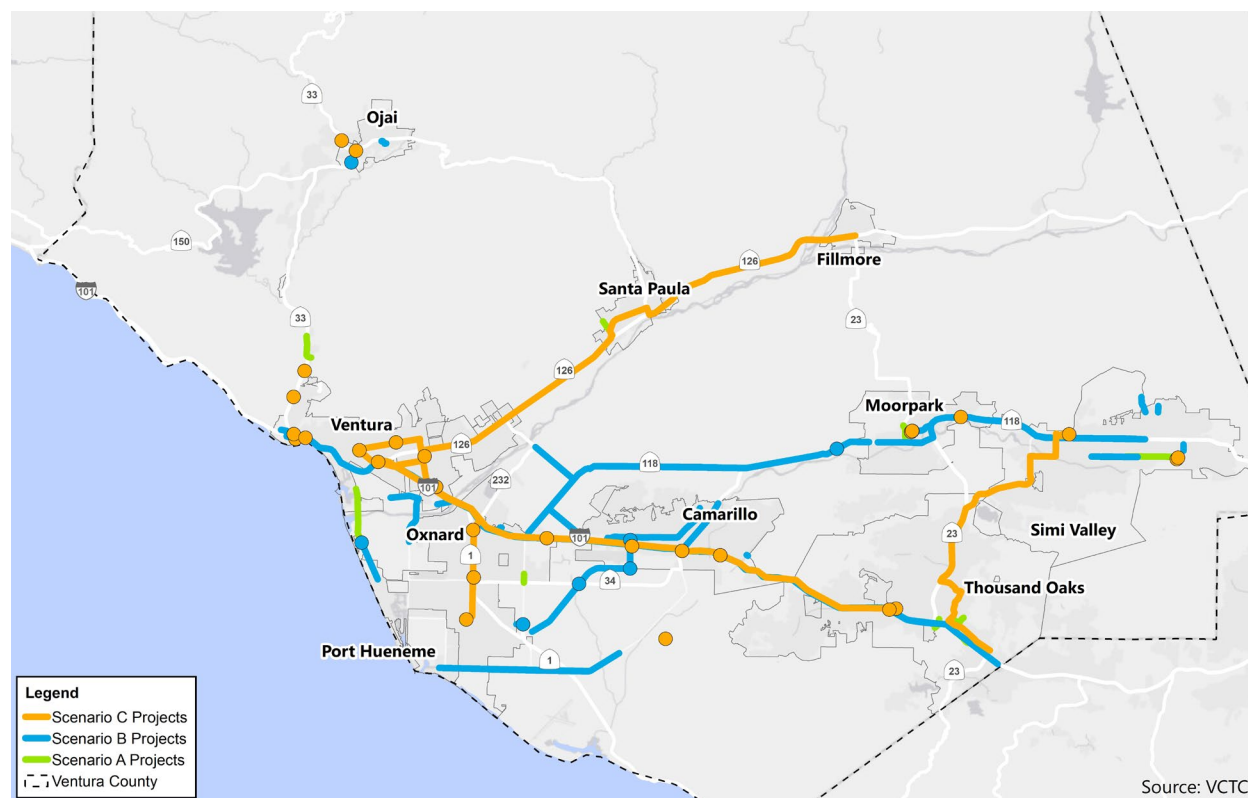 33
Ojai
150
126
Fillmore
Santa Paula
101
33
23
126
Moorpark
118
Ventura
126
118
232
101
Camarillo
Oxnard
101
Simi Valley
23
1
34
Thousand Oaks
Port Hueneme
1
23
Legend
Scenario C Projects
Scenario B Projects
Scenario A Projects
Ventura County
Source: VCTC